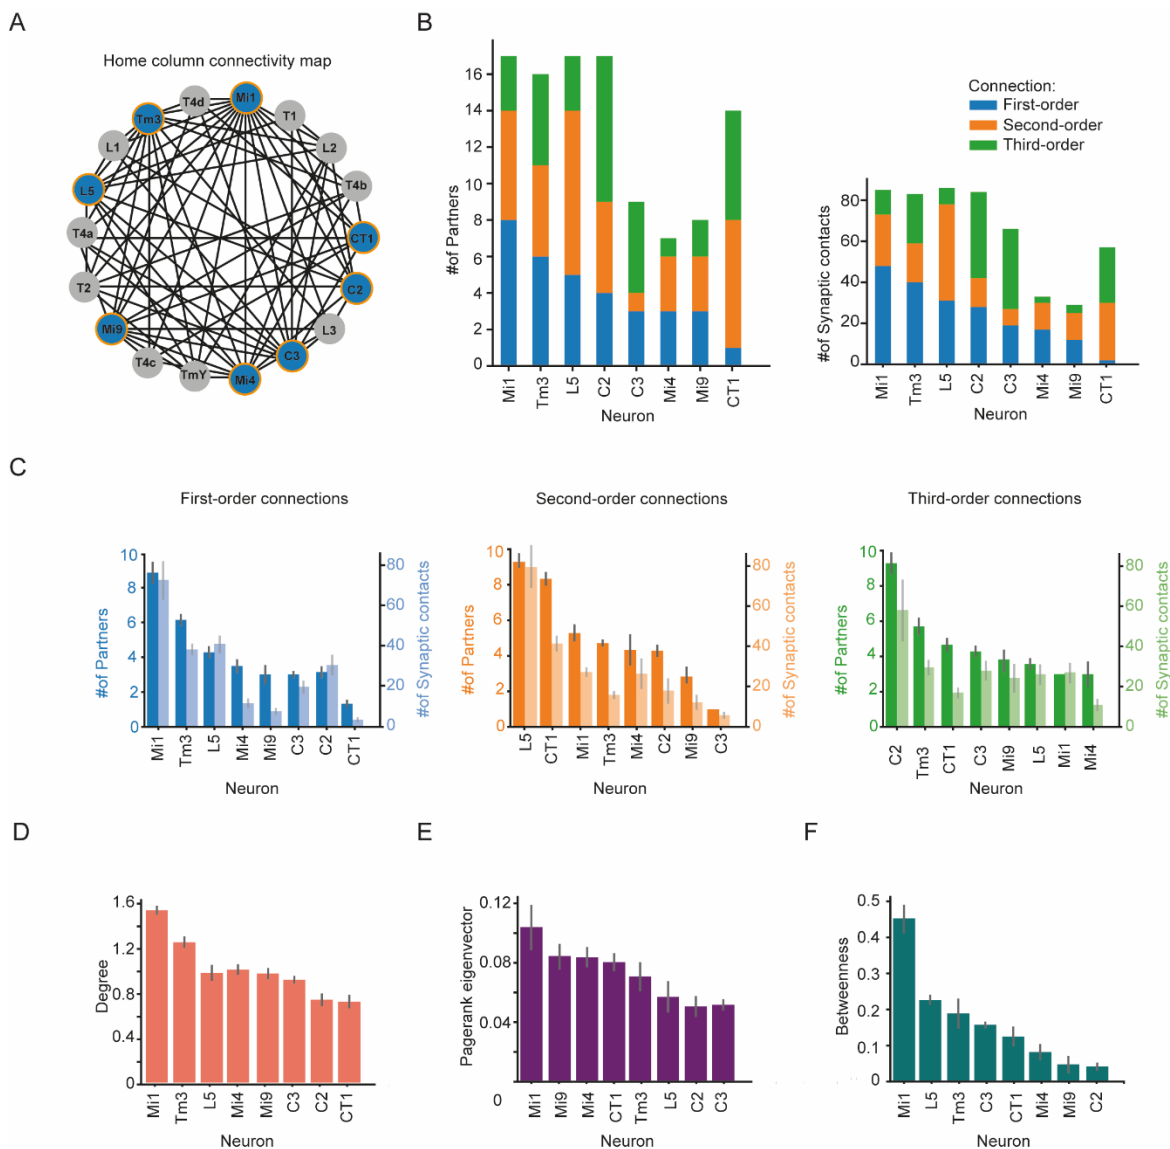 A
B
Home column connectivity map
Mi1
T1
L2
T4b
CT1
C2
L3
C3
Mi4
TmY
T4c
Mi9
T2
T4a
L5
L1
Tm3
T4d
#of Partners
16
14
12
10
8
6
4
2
0
Mi1 Tm3 L5 C2 C3 Mi4 Mi9 CT1
Neuron
Connection:
First-order
Second-order
Third-order
#of Synaptic contacts
80
60
40
20
0
Mi1 Tm3 L5 C2 C3 Mi4 Mi9 CT1
Neuron
C
First-order connections
#of Partners
10
8
6
4
2
0
80
60
40
20
0
#of Synaptic contacts
Mi1 Tm3 L5 Mi4 Mi9 C3 C2 CT1
Neuron
Second-order connections
#of Partners
10
8
6
4
2
0
80
60
40
20
0
#of Synaptic contacts
L5 CT1 Mi1 Tm3 Mi4 C2 Mi9 C3
Neuron
Third-order connections
#of Partners
10
8
6
4
2
0
80
60
40
20
0
#of Synaptic contacts
C2 Tm3 CT1 C3 Mi9 L5 Mi1 Mi4
Neuron
D
Degree
1.6
1.2
0.8
0.4
0
Mi1 Tm3 L5 Mi4 Mi9 C3 C2 CT1
Neuron
E
Pagerank eigenvector
0.12
0.08
0.04
0
Mi1 Mi9 Mi4 CT1 Tm3 L5 C2 C3
Neuron
F
Betweenness
0.5
0.4
0.3
0.2
0.1
0
Mi1 L5 Tm3 C3 CT1 Mi4 Mi9 C2
Neuron